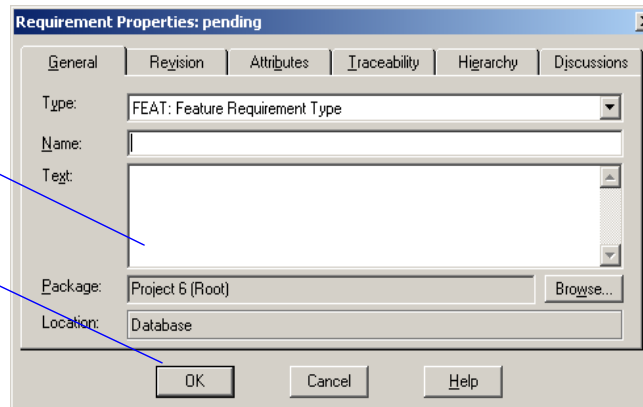 Requirement Properties: pending
General Revision Attributes Traceability Hierarchy Discussions
Type: FEAT: Feature Requirement Type
Name:
Text:
Package: Project 6 (Root) Browse...
Location: Database
OK Cancel Help